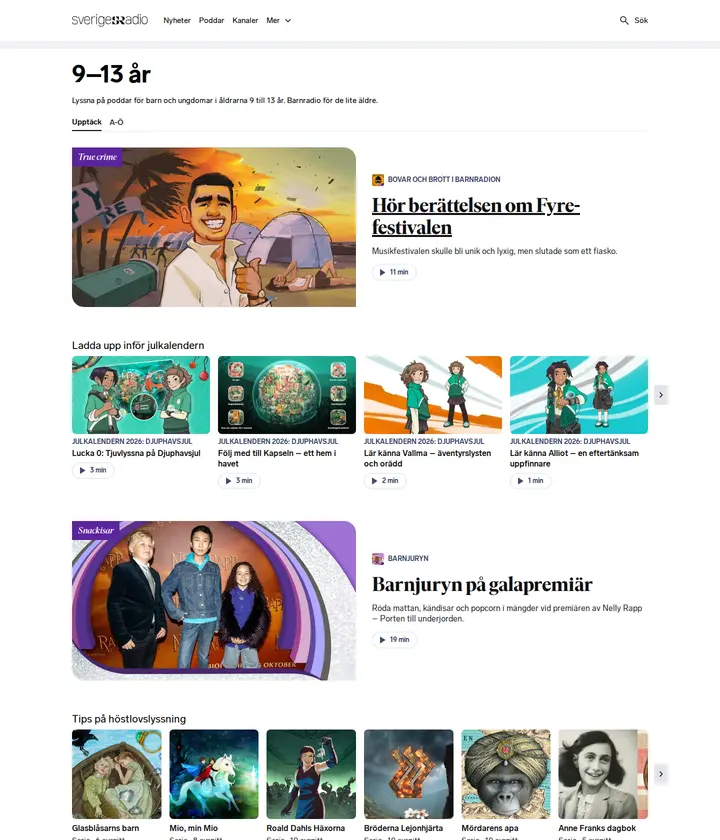 sverigesRadio
Nyheter
Poddar
Kanaler
Mer
Sök
9–13 år
Lyssna på poddar för barn och ungdomar i åldrarna 9 till 13 år. Barnradio för de lite äldre.
Upptäck
A-Ö
True crime
FY
RE
BOVAR OCH BROTT I BARNRADION
Hör berättelsen om Fyre-
festivalen
Musikfestivalen skulle bli unik och lyxig, men slutade som ett fiasko.
11 min
Ladda upp inför julkalendern
JULKALENDERN 2026: DJUPHAVSJUL
Lucka 0: Tjuvlyssna på Djuphavsjul
3 min
JULKALENDERN 2026: DJUPHAVSJUL
Följ med till Kapseln – ett hem i
havet
3 min
JULKALENDERN 2026: DJUPHAVSJUL
Lär känna Vallma – äventyrslysten
och orädd
2 min
JULKALENDERN 2026: DJUPHAVSJUL
Lär känna Alliot – en eftertänksam
uppfinnare
1 min
Snackisar
BARNJURYN
Barnjuryn på galapremiär
Röda mattan, kändisar och popcorn i mängder vid premiären av Nelly Rapp
– Porten till underjorden.
19 min
Tips på höstlovslyssning
EN
Glasblåsarns barn
Mio, min Mio
Roald Dahls Häxorna
Bröderna Lejonhjärta
Mördarens apa
Anne Franks dagbok